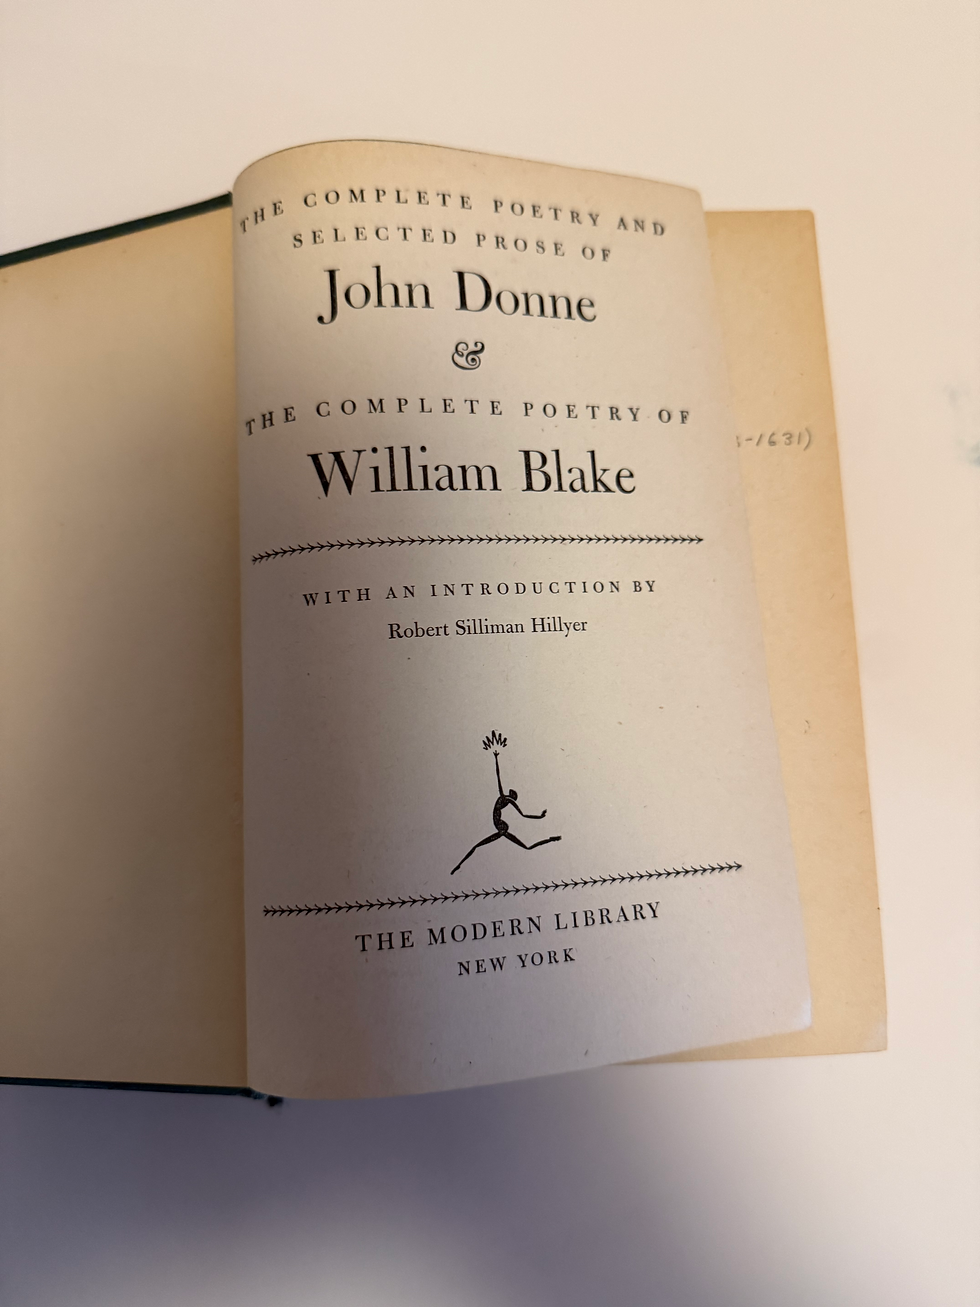 THE COMPLETE POETRY AND
SELECTED PROSE OF
John Donne
&
THE COMPLETE POETRY OF
William Blake
WITH AN INTRODUCTION BY
Robert Silliman Hillyer
THE MODERN LIBRARY
NEW YORK
-1631)